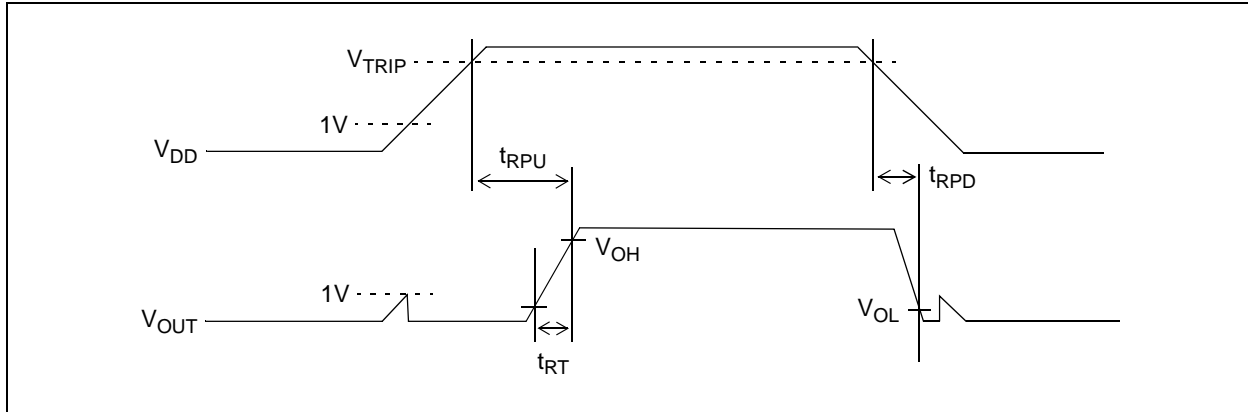 VTRIP
1V
VDD
tRPU
tRPD
VOH
1V
VOUT
VOL
tRT